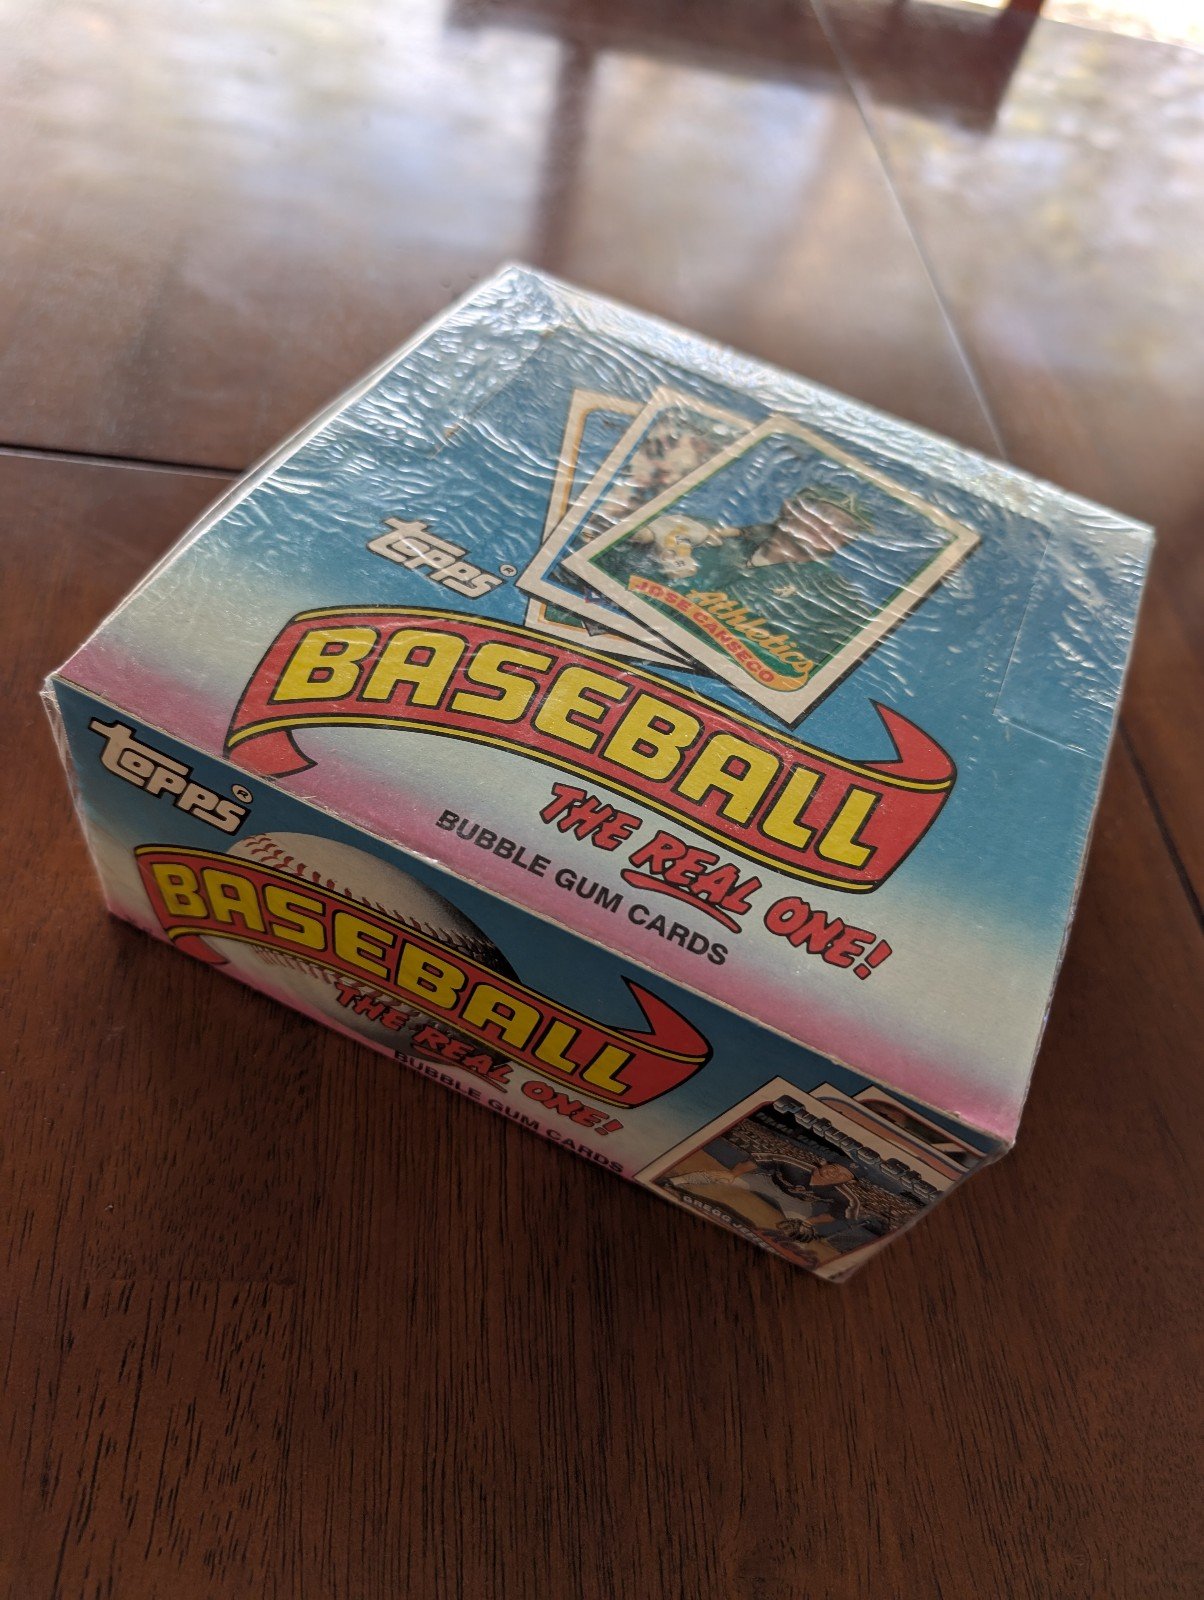 topps®
Athletics
JOSE CANSECO
BASEBALL
THE REAL ONE!
BUBBLE GUM CARDS
topps®
BASEBALL
THE REAL ONE!
BUBBLE GUM CARDS
Future
GREGG